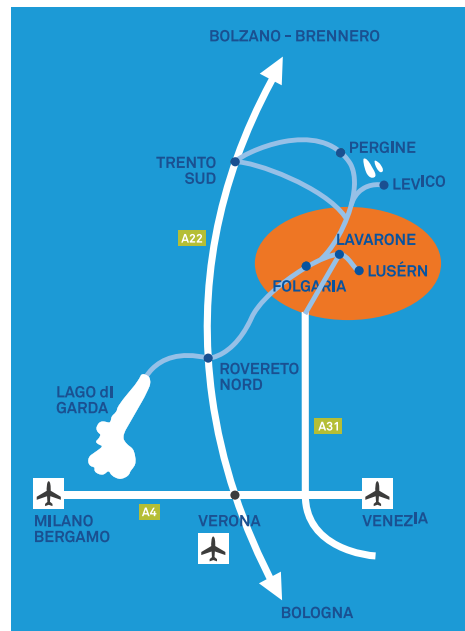 BOLZANO – BRENNERO
PERGINE
TRENTO
SUD
LEVICO
A22
LAVARONE
LUSÉRN
FOLGARIA
ROVERETO
NORD
LAGO dI
GARDA
A31
A4
MILANO
BERGAMO
VERONA
VENEZIA
BOLOGNA